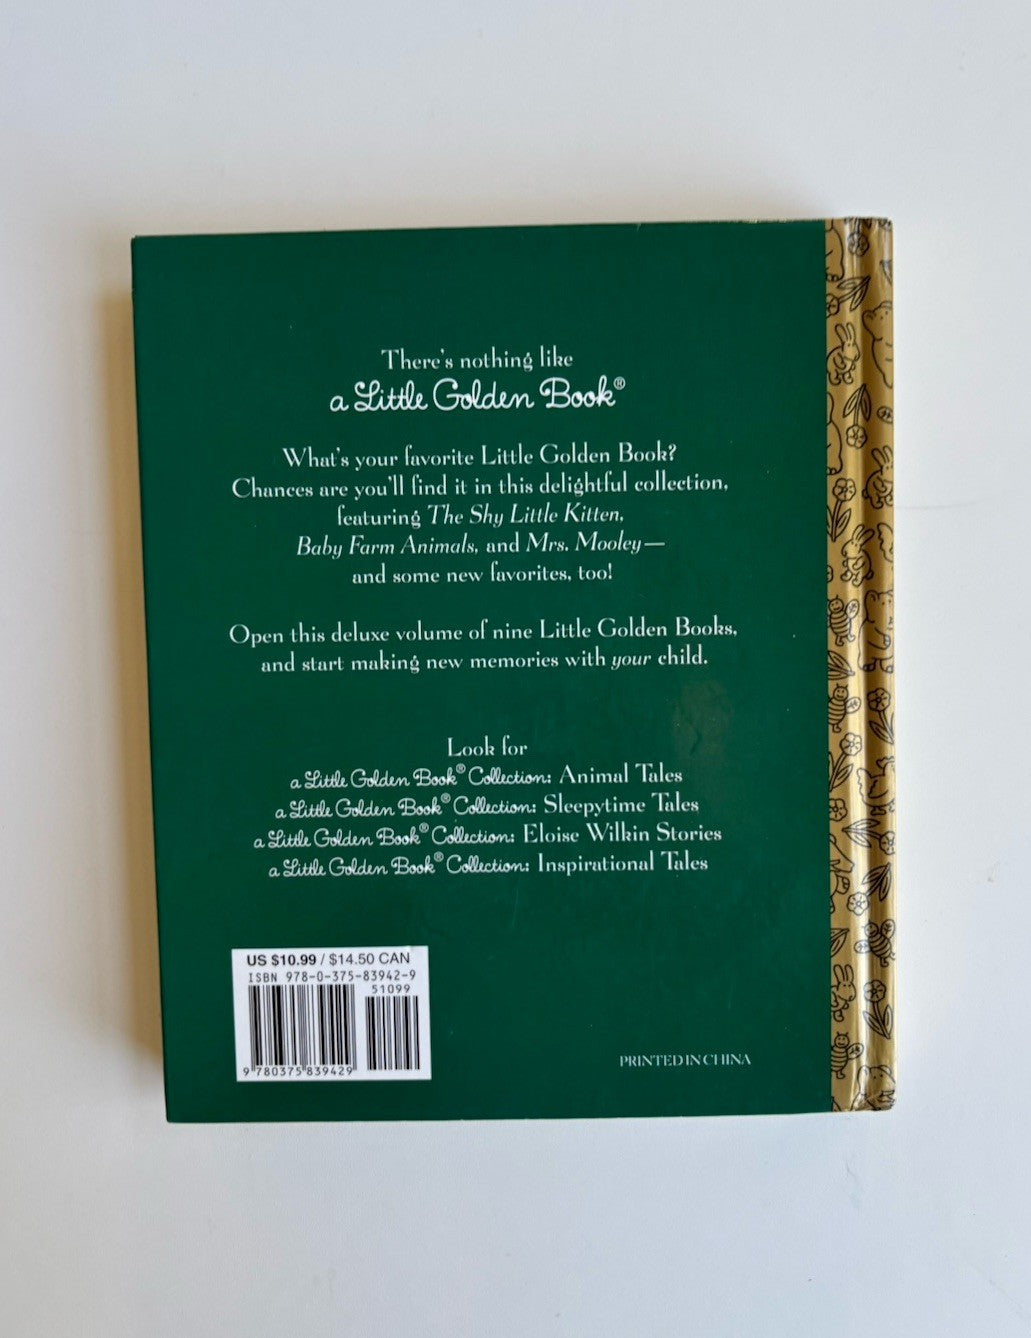 There's nothing like
a Little Golden Book®
What's your favorite Little Golden Book?
Chances are you'll find it in this delightful collection,
featuring The Shy Little Kitten,
Baby Farm Animals, and Mrs. Mooley—
and some new favorites, too!
Open this deluxe volume of nine Little Golden Books,
and start making new memories with your child.
Look for
a Little Golden Book® Collection: Animal Tales
a Little Golden Book® Collection: Sleepytime Tales
a Little Golden Book® Collection: Eloise Wilkin Stories
a Little Golden Book® Collection: Inspirational Tales
US $10.99 / $14.50 CAN
ISBN 978-0-375-83942-9
51099
9 780375 839429
PRINTED IN CHINA